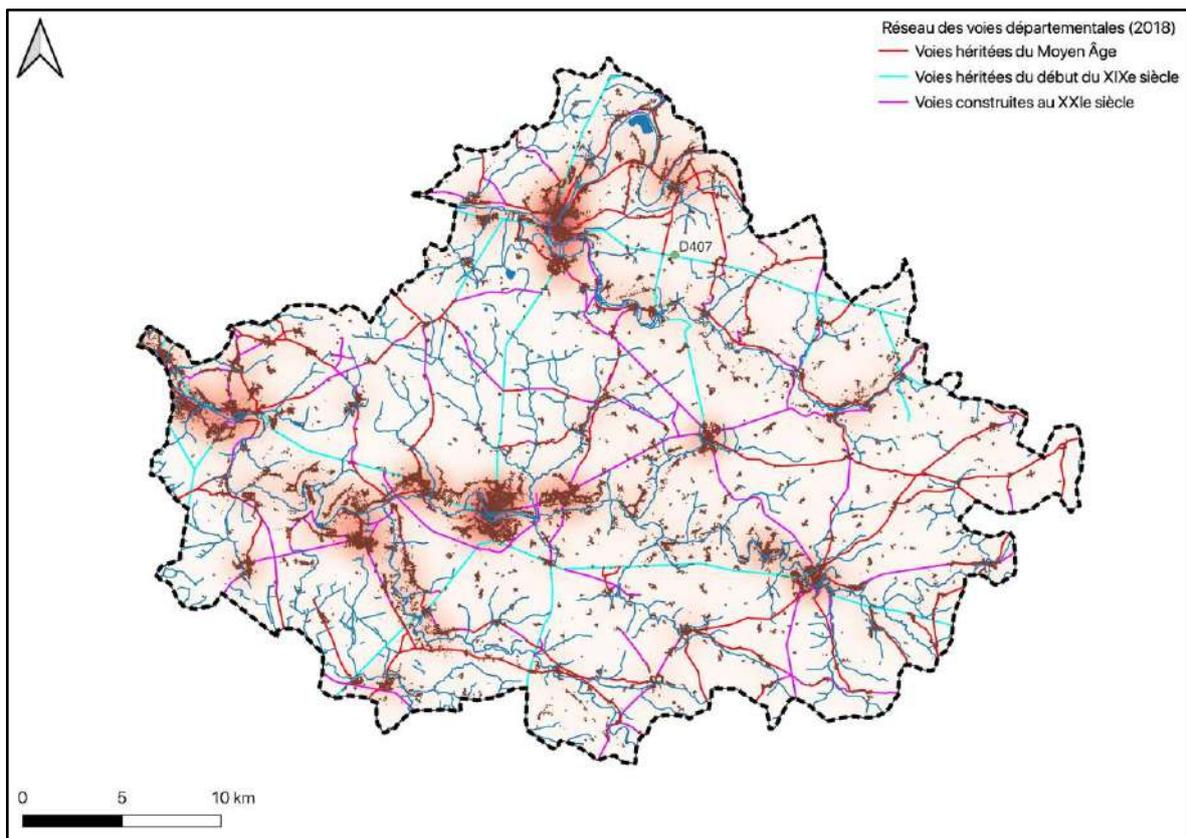 Réseau des voies départementales (2018)
Voies héritées du Moyen Âge
Voies héritées du début du XIXe siècle
Voies construites au XXIe siècle
D407
0 5 10 km